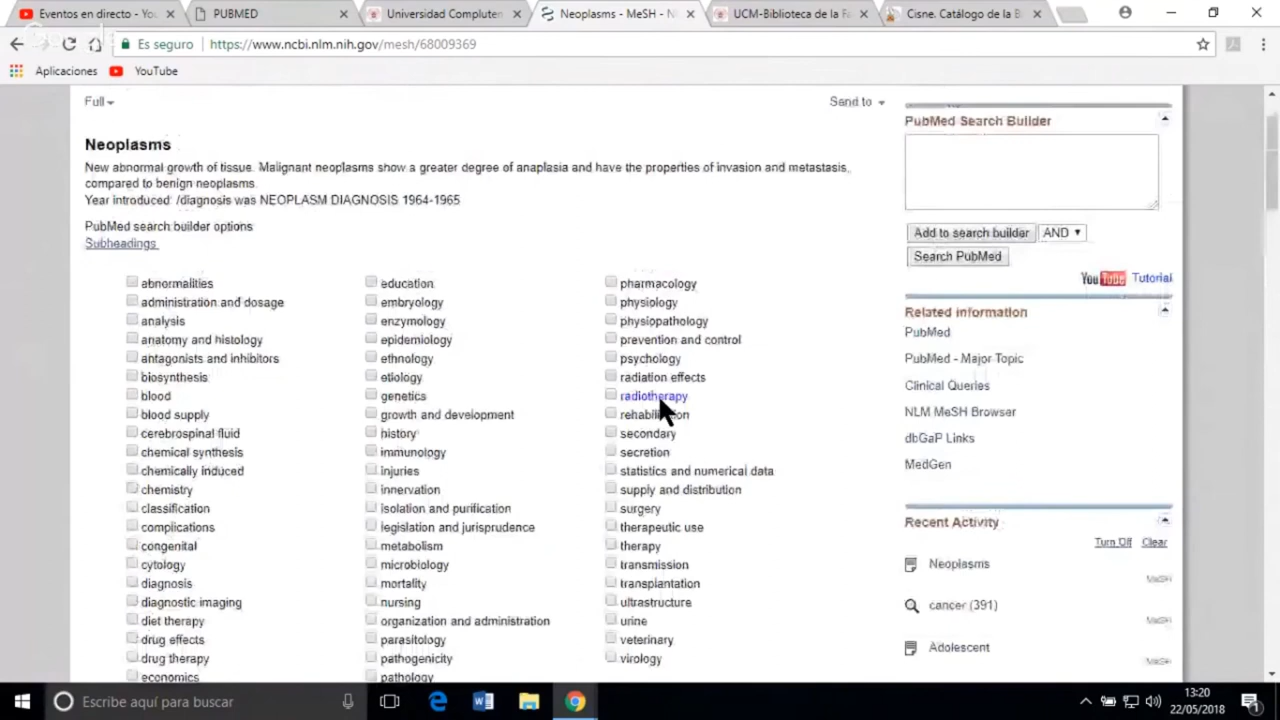 Eventos en directo - You
PUBMED
Universidad Compluten
Neoplasms - MeSH - N
UCM-Biblioteca de la Fa
Cisne. Catálogo de la B
Es seguro https://www.ncbi.nlm.nih.gov/mesh/68009369
Aplicaciones YouTube
Full Send to
Neoplasms
New abnormal growth of tissue. Malignant neoplasms show a greater degree of anaplasia and have the properties of invasion and metastasis,
compared to benign neoplasms.
Year introduced: /diagnosis was NEOPLASM DIAGNOSIS 1964-1965
PubMed search builder options
Subheadings:
abnormalities
administration and dosage
analysis
anatomy and histology
antagonists and inhibitors
biosynthesis
blood
blood supply
cerebrospinal fluid
chemical synthesis
chemically induced
chemistry
classification
complications
congenital
cytology
diagnosis
diagnostic imaging
diet therapy
drug effects
drug therapy
economics
education
embryology
enzymology
epidemiology
ethnology
etiology
genetics
growth and development
history
immunology
injuries
innervation
isolation and purification
legislation and jurisprudence
metabolism
microbiology
mortality
nursing
organization and administration
parasitology
pathogenicity
pathology
pharmacology
physiology
physiopathology
prevention and control
psychology
radiation effects
radiotherapy
rehabilitation
secondary
secretion
statistics and numerical data
supply and distribution
surgery
therapeutic use
therapy
transmission
transplantation
ultrastructure
urine
veterinary
virology
PubMed Search Builder
Add to search builder AND
Search PubMed
You Tube Tutorial
Related information
PubMed
PubMed - Major Topic
Clinical Queries
NLM MeSH Browser
dbGaP Links
MedGen
Recent Activity
Turn Off Clear
Neoplasms
MeSH
cancer (391)
MeSH
Adolescent
MeSH
Escribe aquí para buscar
13:20
22/05/2018
1